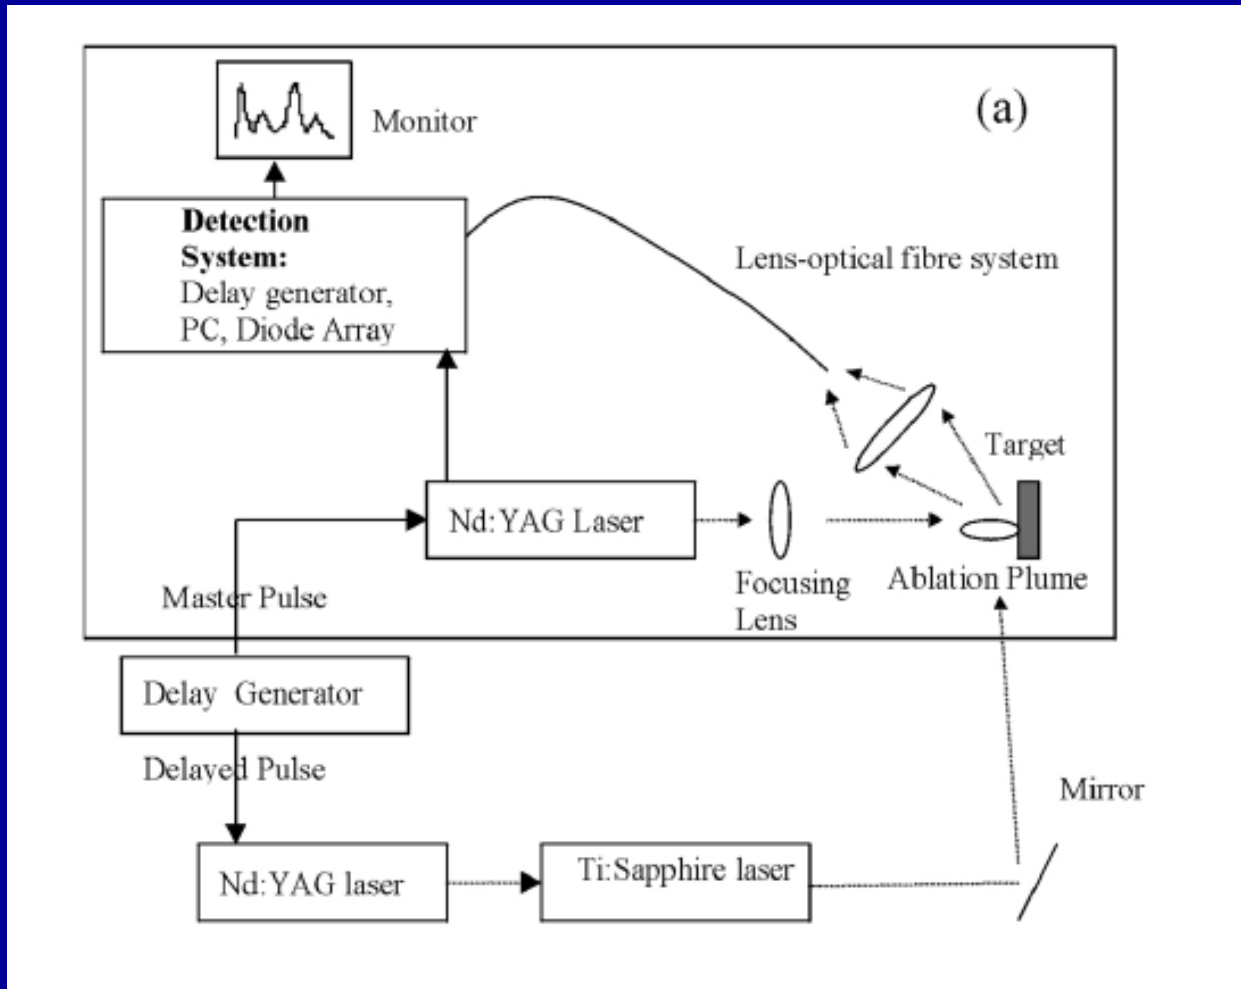 (a)
Monitor
Detection
System:
Delay generator,
PC, Diode Array
Lens-optical fibre system
Target
Nd:YAG Laser
Focusing
Lens
Ablation Plume
Master Pulse
Delay Generator
Delayed Pulse
Mirror
Nd:YAG laser
Ti:Sapphire laser